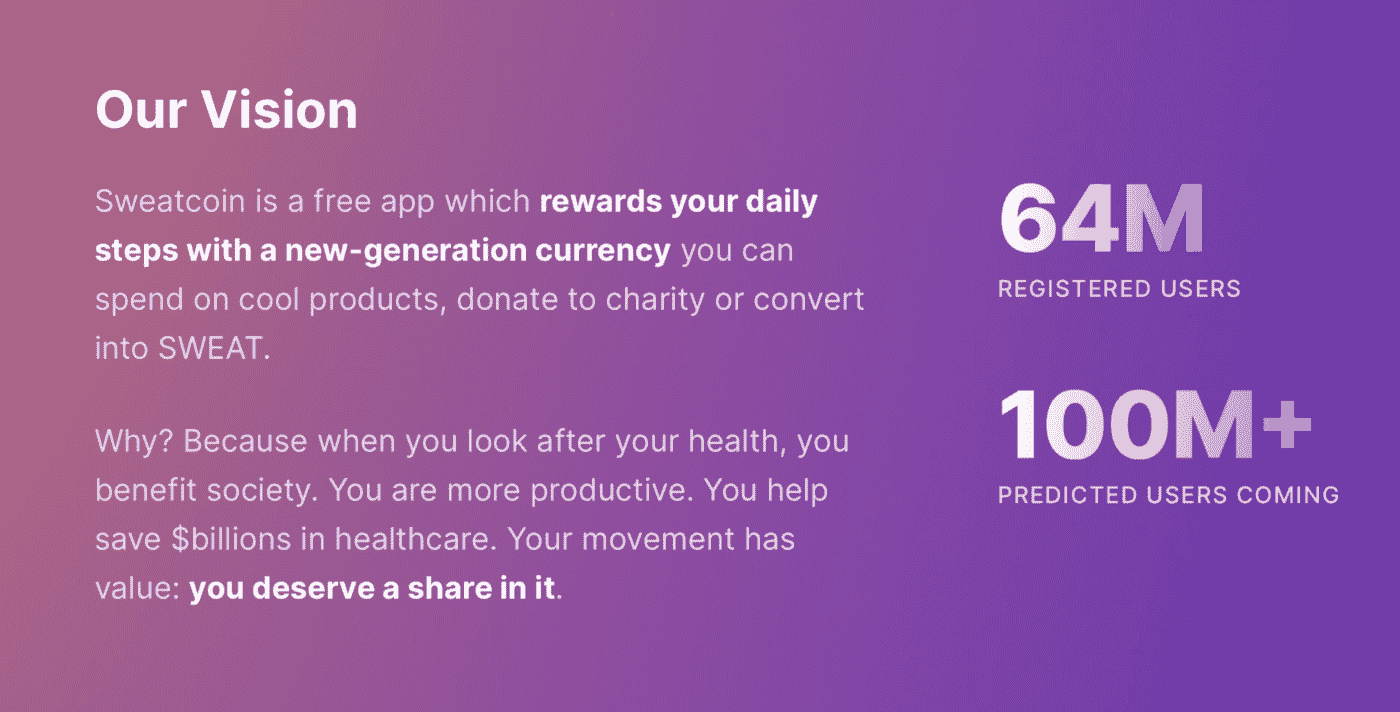 Our Vision
Sweatcoin is a free app which rewards your daily
steps with a new-generation currency you can
spend on cool products, donate to charity or convert
into SWEAT.
Why? Because when you look after your health, you
benefit society. You are more productive. You help
save $billions in healthcare. Your movement has
value: you deserve a share in it.
64M
REGISTERED USERS
100M+
PREDICTED USERS COMING